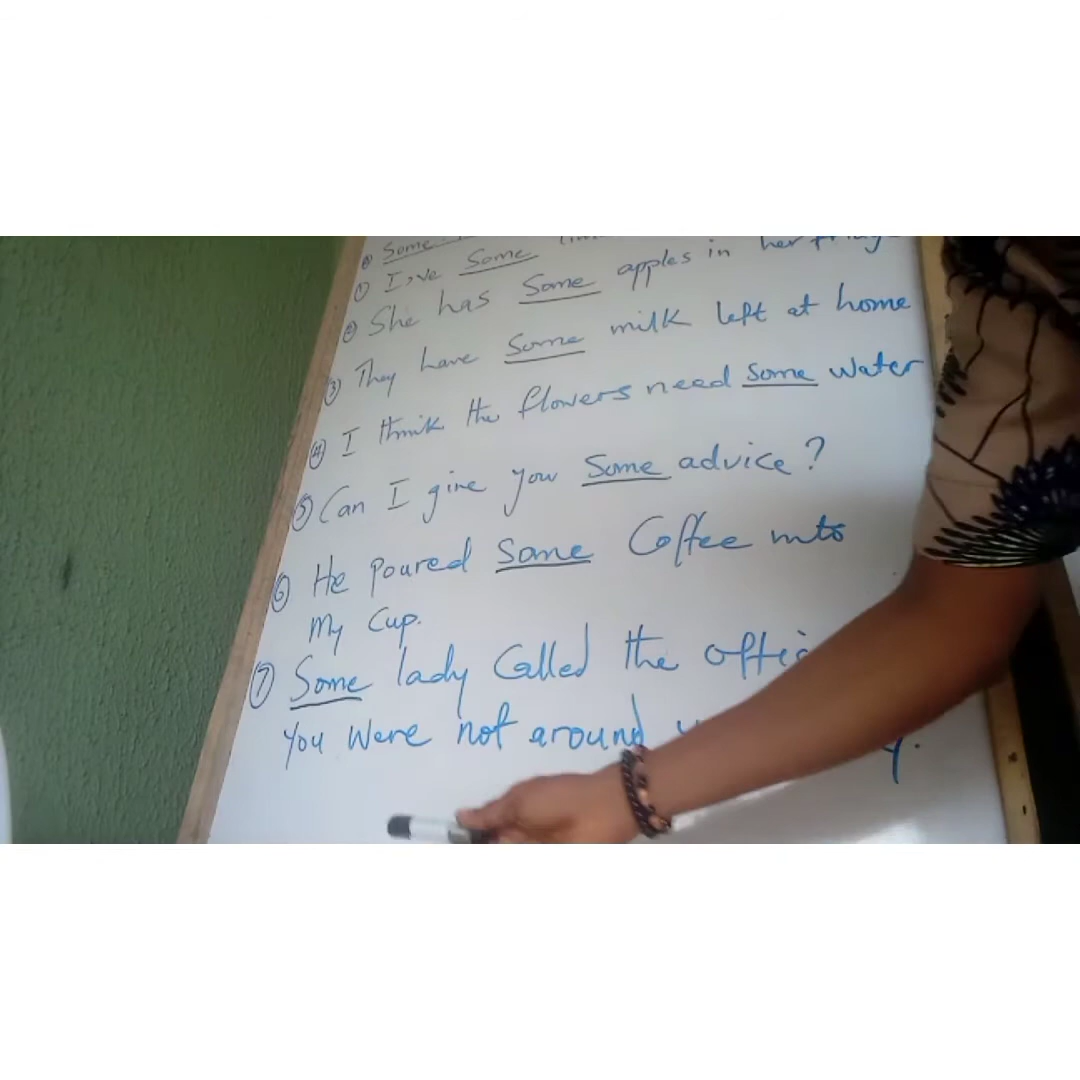 Some
① I've Some
② She has Some apples in her fridge
③ They have Some milk left at home
④ I think the flowers need Some water
⑤ Can I give you Some advice?
⑥ He poured Some Coffee into
My Cup.
⑦ Some lady Called the
you were not around